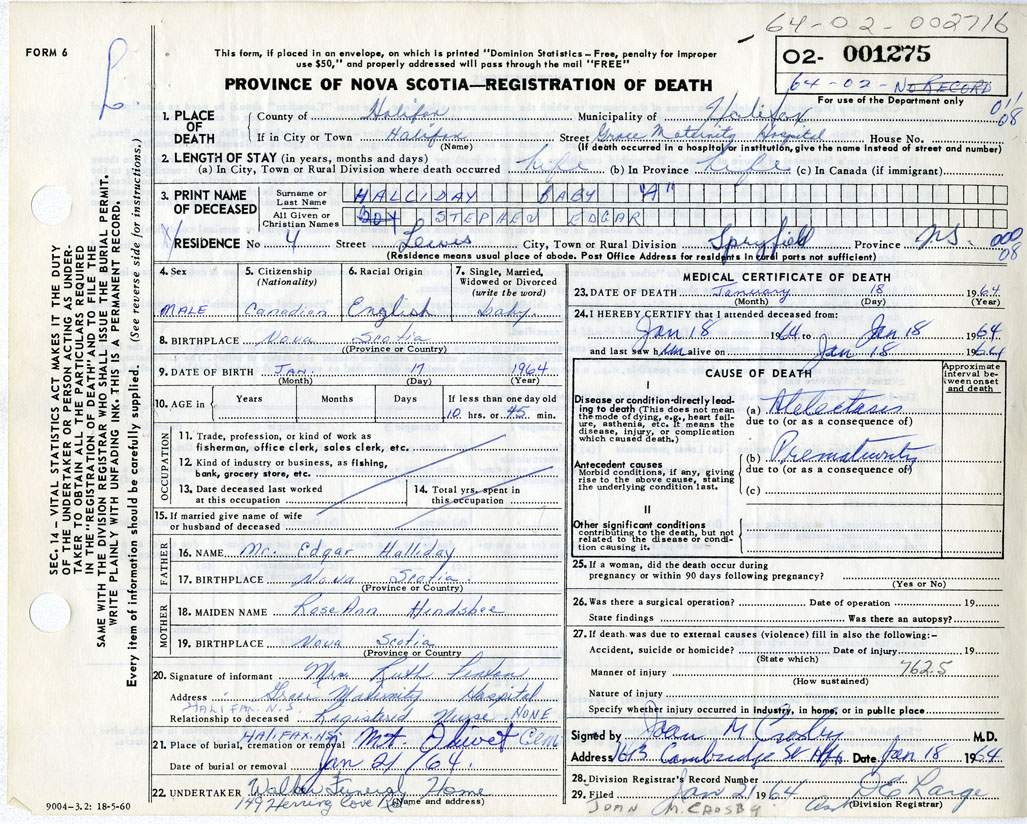 64-02-002716
FORM 6
L
This form, if placed in an envelope, on which is printed "Dominion Statistics – Free, penalty for improper
use $50," and properly addressed will pass through the mail "FREE"
02- 001275
64-02- NO RECORD
For use of the Department only
PROVINCE OF NOVA SCOTIA—REGISTRATION OF DEATH
01/08
1. PLACE OF DEATH { County of Halifax Municipality of Halifax
If in City or Town Halifax (Name) Street Grace Maternity Hospital House No.
(If death occurred in a hospital or institution, give the name instead of street and number)
2. LENGTH OF STAY (in years, months and days)
(a) In City, Town or Rural Division where death occurred life (b) In Province life (c) In Canada (if immigrant)
3. PRINT NAME OF DECEASED { Surname or Last Name HALLIDAY BABY "A"
All Given or Christian Names BOY STEPHEN EDGAR
RESIDENCE No 4 Street Lewis City, Town or Rural Division Spryfield Province N.S. 000/08
(Residence means usual place of abode. Post Office Address for residents in rural parts not sufficient)
4. Sex MALE
5. Citizenship (Nationality) Canadian
6. Racial Origin English
7. Single, Married, Widowed or Divorced (write the word) baby
8. BIRTHPLACE Nova Scotia
((Province or Country)
9. DATE OF BIRTH JAN. 17 1964
(Month) (Day) (Year)
10. AGE in { Years Months Days If less than one day old
10 hrs. or 45 min.
OCCUPATION
11. Trade, profession, or kind of work as
fisherman, office clerk, sales clerk, etc.
12. Kind of industry or business, as fishing,
bank, grocery store, etc.
13. Date deceased last worked
at this occupation
14. Total yrs. spent in
this occupation
15. If married give name of wife
or husband of deceased
FATHER
16. NAME Mr. Edgar Halliday
17. BIRTHPLACE Nova Scotia
(Province or Country)
MOTHER
18. MAIDEN NAME RoseAnn
19. BIRTHPLACE Nova Scotia
(Province or Country)
20. Signature of informant Mrs. Ruth
Address Grace Maternity Hospital
HALIFAX. N.S.
Relationship to deceased Registered Nurse NONE
HALIFAX. NS
21. Place of burial, cremation or removal Mt. Olivet Cem
Date of burial or removal Jan 21/64.
22. UNDERTAKER Walker Funeral Home
149 Herring Cove Rd (Name and address)
9004-3.2: 18-5-60
MEDICAL CERTIFICATE OF DEATH
23. DATE OF DEATH January 18 1964
(Month) (Day) (Year)
24. I HEREBY CERTIFY that I attended deceased from:
Jan 18 1964 to Jan 18 1964
and last saw him alive on Jan 18 1964
CAUSE OF DEATH
Approximate interval between onset and death
I
Disease or condition directly leading to death (This does not mean the mode of dying, e.g., heart failure, asthenia, etc. It means the disease, injury, or complication which caused death.)
(a) Atelectasis
due to (or as a consequence of)
Antecedent causes
Morbid conditions, if any, giving rise to the above cause, stating the underlying condition last.
(b) Prematurity
due to (or as a consequence of)
(c)
II
Other significant conditions
contributing to the death, but not related to the disease or condition causing it.
25. If a woman, did the death occur during
pregnancy or within 90 days following pregnancy?
(Yes or No)
26. Was there a surgical operation? Date of operation 19
State findings Was there an autopsy?
27. If death was due to external causes (violence) fill in also the following:–
Accident, suicide or homicide? Date of injury 19
(State which)
Manner of injury 762.5
(How sustained)
Nature of injury
Specify whether injury occurred in industry, in home, or in public place
Signed by Joan M Crosby M.D.
Address Cambridge St Hfx Date Jan 18 1964
28. Division Registrar's Record Number
29. Filed Jan 21 1964
(Division Registrar)
JOAN M. CROSBY
SEC. 14 – VITAL STATISTICS ACT MAKES IT THE DUTY
OF THE UNDERTAKER OR PERSON ACTING AS UNDERTAKER
TO OBTAIN ALL THE PARTICULARS REQUIRED
IN THE "REGISTRATION OF DEATH" AND TO FILE THE
SAME WITH THE DIVISION REGISTRAR WHO SHALL ISSUE THE BURIAL PERMIT.
WRITE PLAINLY WITH UNFADING INK. THIS IS A PERMANENT RECORD.
Every item of information should be carefully supplied. (See reverse side for instructions.)